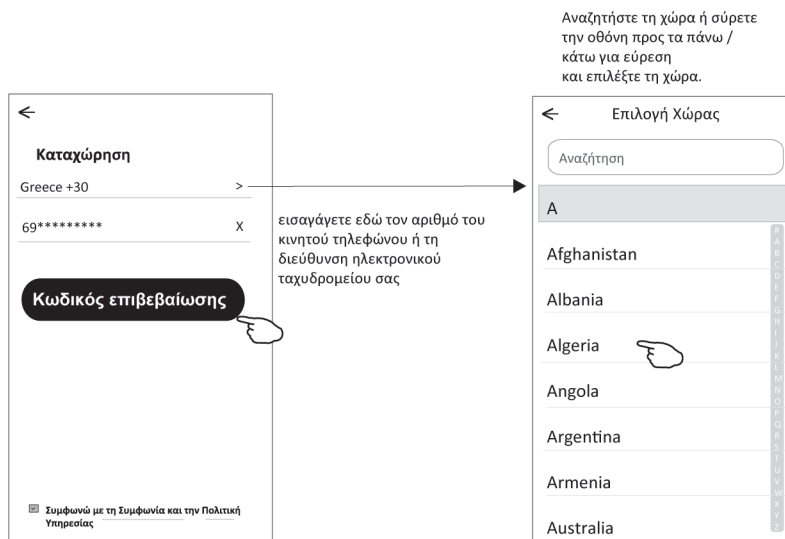 Αναζητήστε τη χώρα ή σύρετε
την οθόνη προς τα πάνω /
κάτω για εύρεση
και επιλέξτε τη χώρα.
Καταχώρηση
Greece +30 >
69********* X
Κωδικός επιβεβαίωσης
Συμφωνώ με τη Συμφωνία και την Πολιτική
Υπηρεσίας
εισαγάγετε εδώ τον αριθμό του
κινητού τηλεφώνου ή τη
διεύθυνση ηλεκτρονικού
ταχυδρομείου σας
Επιλογή Χώρας
Αναζήτηση
A
Afghanistan
Albania
Algeria
Angola
Argentina
Armenia
Australia
#
A
B
C
D
E
F
G
H
I
J
K
L
M
N
O
P
Q
R
S
T
U
V
W
X
Y
Z